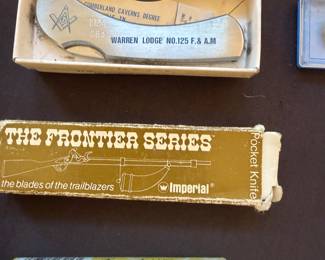 CUMBERLAND CAVERNS DEGREE
WARREN LODGE NO.125 F.& A.M
THE FRONTIER SERIES
the blades of the trailblazers
Imperial
Pocket Knife